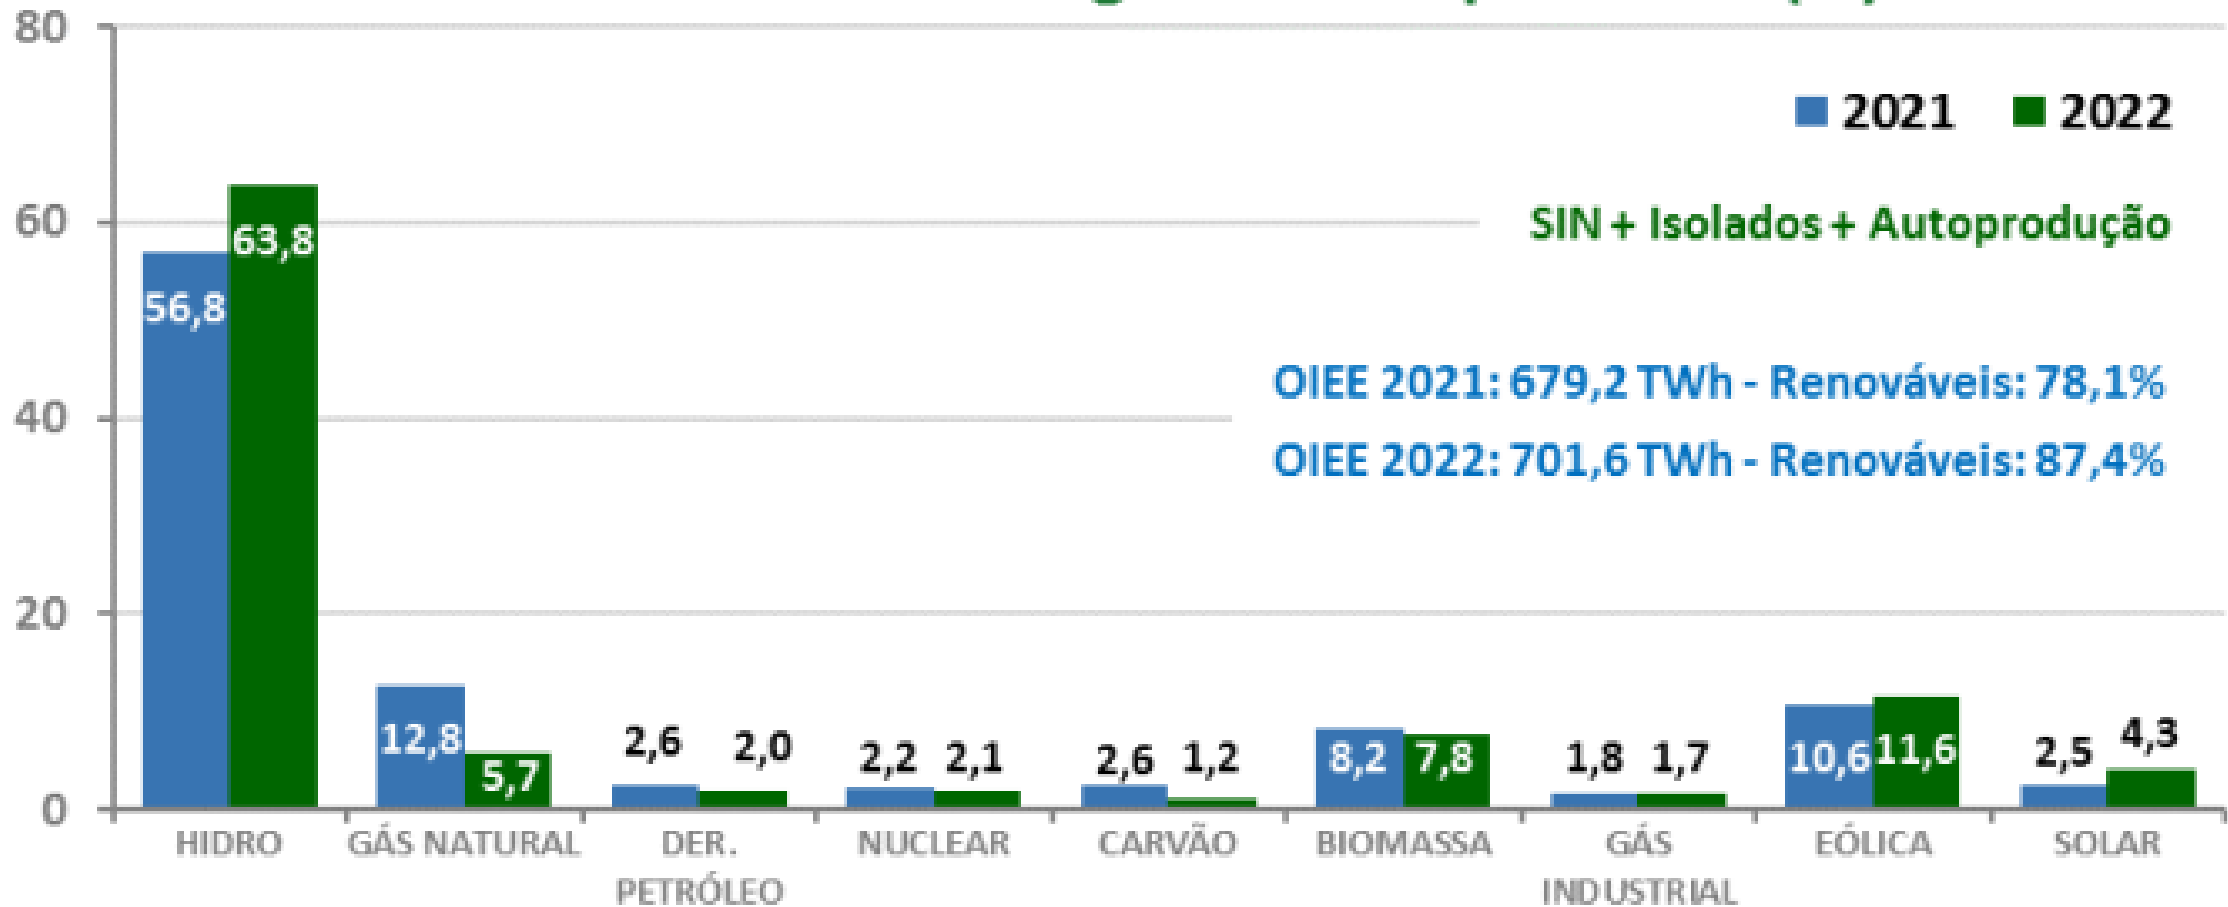 80
2021 2022
60
SIN + Isolados + Autoprodução
63,8
56,8
OIEE 2021: 679,2 TWh - Renováveis: 78,1%
40
OIEE 2022: 701,6 TWh - Renováveis: 87,4%
20
12,8 5,7 2,6 2,0 2,2 2,1 2,6 1,2 8,2 7,8 1,8 1,7 10,6 11,6 2,5 4,3
0
HIDRO GÁS NATURAL DER. NUCLEAR CARVÃO BIOMASSA GÁS EÓLICA SOLAR
PETRÓLEO INDUSTRIAL